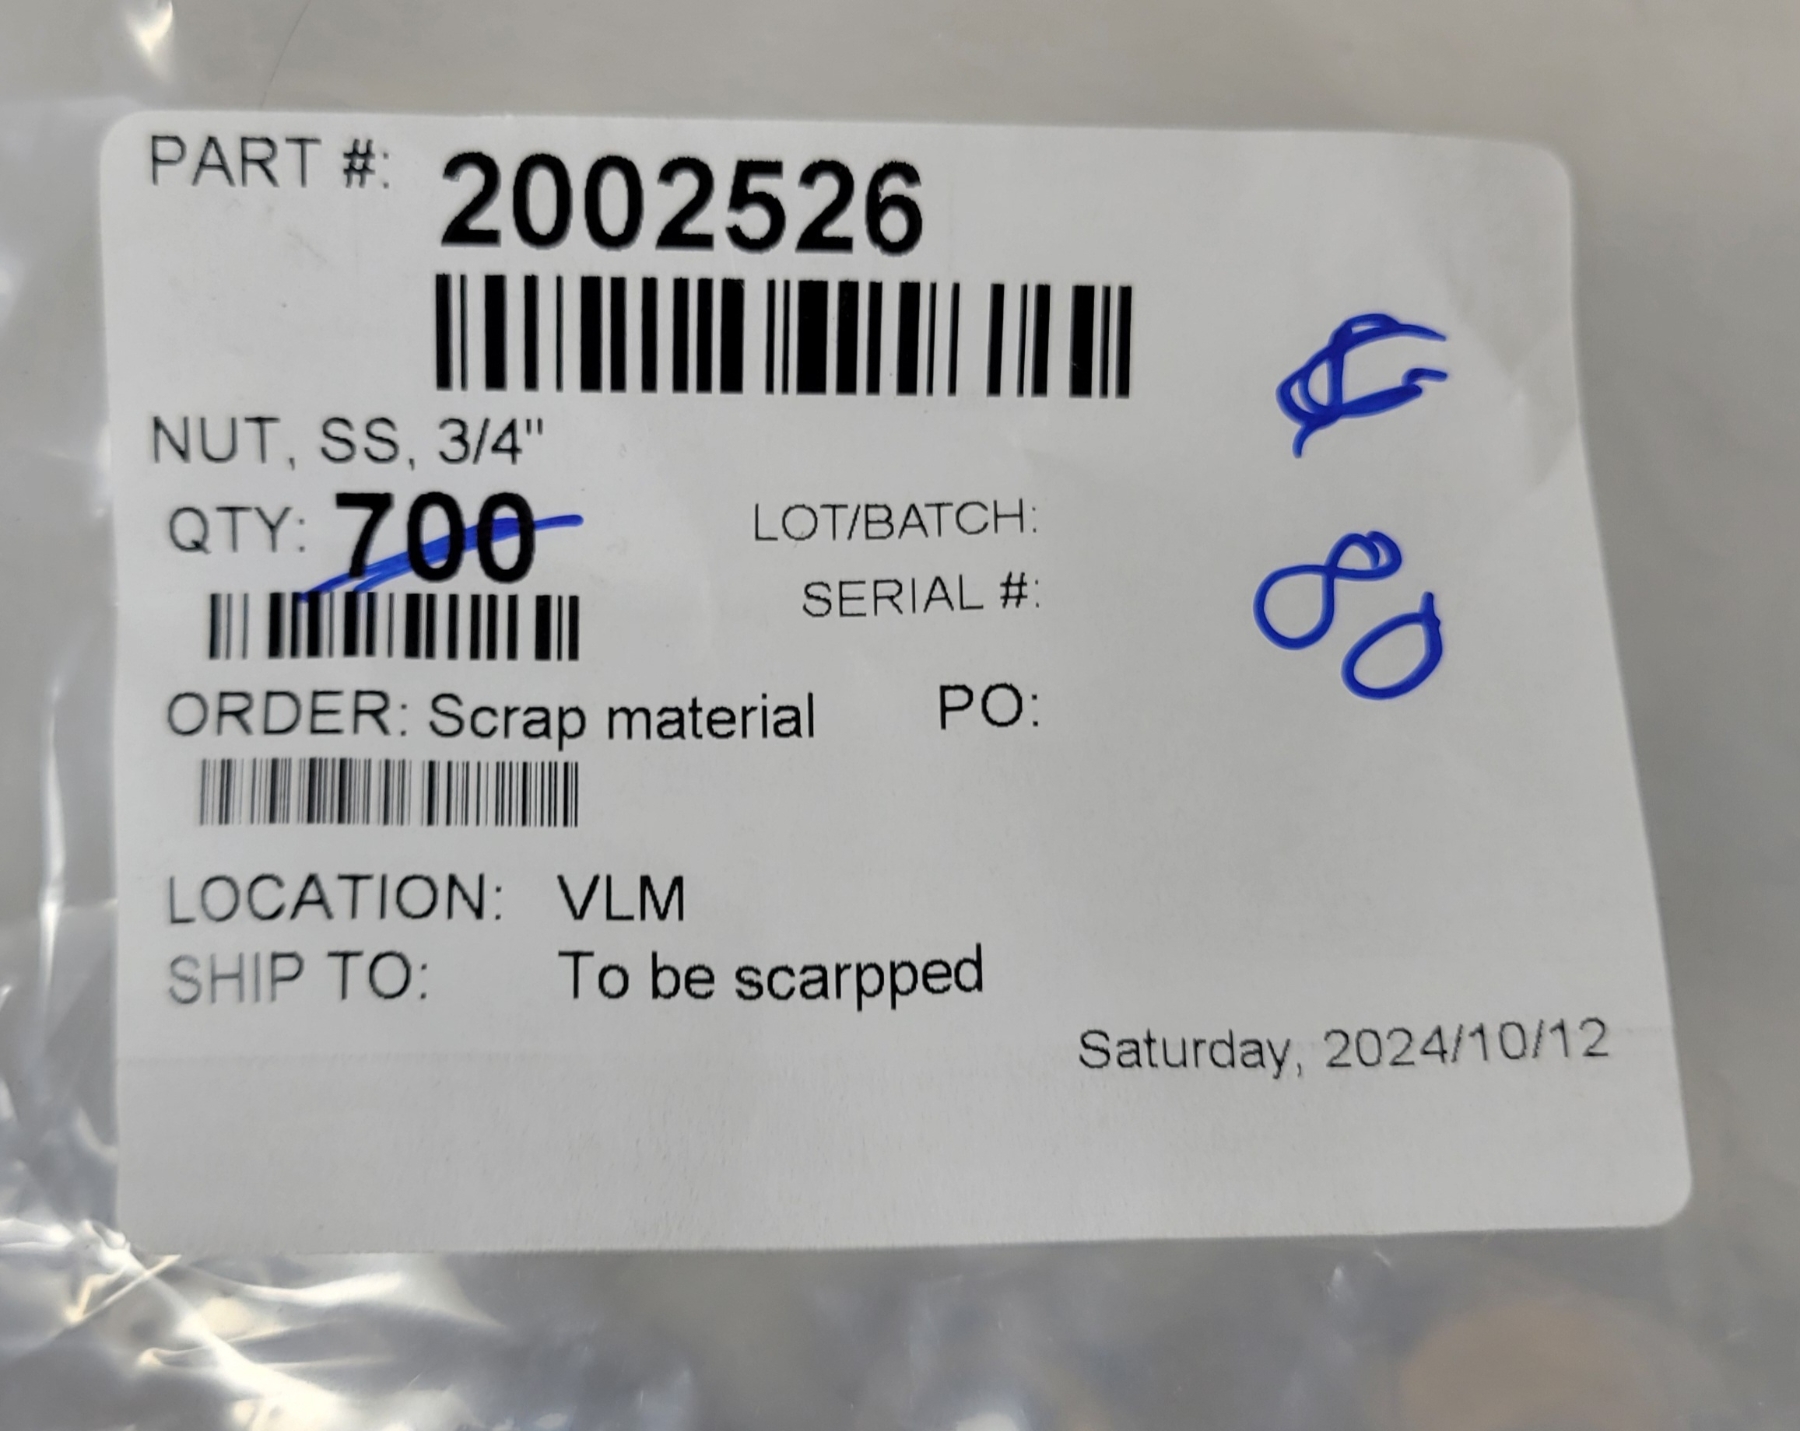 PART #: 2002526
NUT, SS, 3/4"
QTY: 700
LOT/BATCH:
SERIAL #:
80
ORDER: Scrap material PO:
LOCATION: VLM
SHIP TO: To be scarpped
Saturday, 2024/10/12